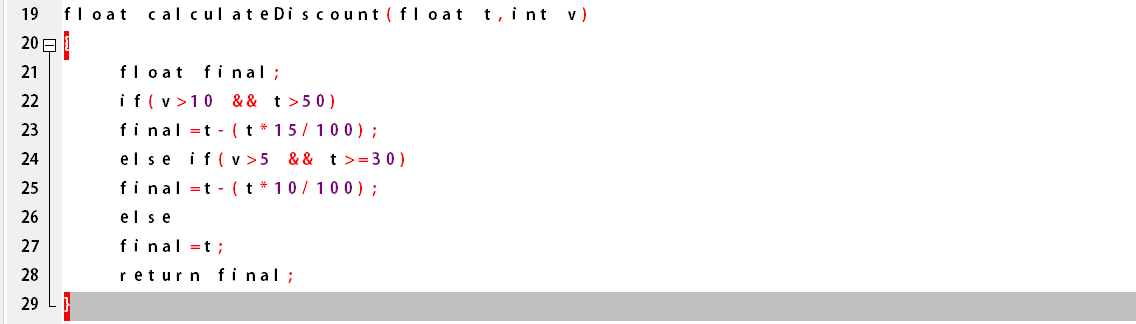 19 float calculateDiscount(float t,int v)
20 {
21 float final;
22 if(v>10 && t>50)
23 final=t-(t*15/100);
24 else if(v>5 && t>=30)
25 final=t-(t*10/100);
26 else
27 final=t;
28 return final;
29 }